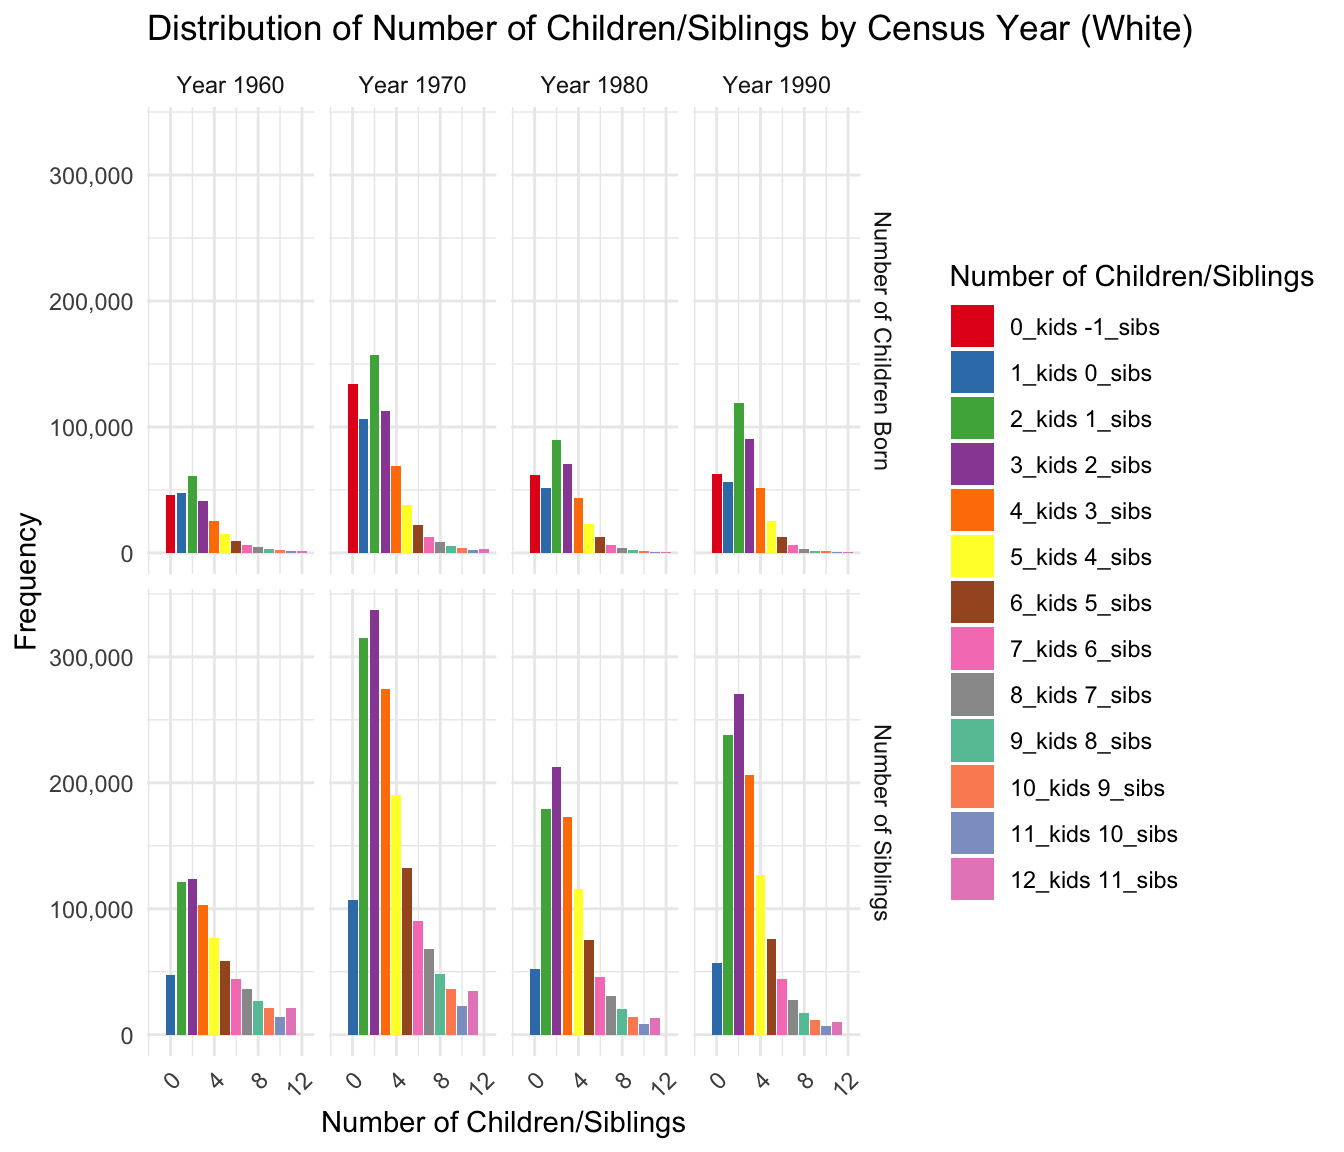 Distribution of Number of Children/Siblings by Census Year (White)
Year 1960
Year 1970
Year 1980
Year 1990
300,000
200,000
100,000
0
Number of Children Born
300,000
200,000
100,000
0
Number of Siblings
Frequency
0
4
8
12
0
4
8
12
0
4
8
12
0
4
8
12
Number of Children/Siblings
Number of Children/Siblings
0_kids -1_sibs
1_kids 0_sibs
2_kids 1_sibs
3_kids 2_sibs
4_kids 3_sibs
5_kids 4_sibs
6_kids 5_sibs
7_kids 6_sibs
8_kids 7_sibs
9_kids 8_sibs
10_kids 9_sibs
11_kids 10_sibs
12_kids 11_sibs